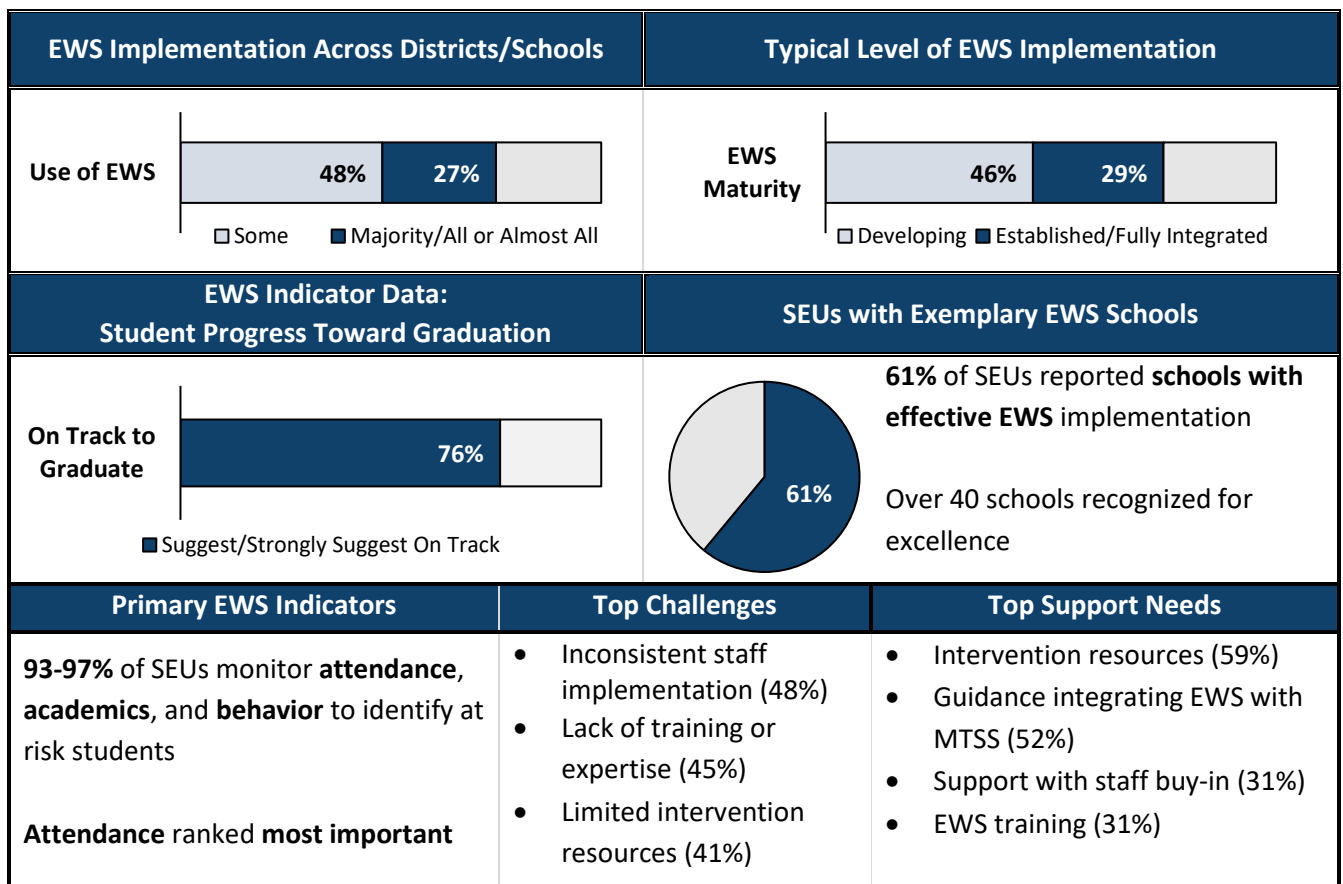 EWS Implementation Across Districts/Schools
Typical Level of EWS Implementation
Use of EWS
48%
27%
Some
Majority/All or Almost All
EWS
Maturity
46%
29%
Developing
Established/Fully Integrated
EWS Indicator Data:
Student Progress Toward Graduation
SEUs with Exemplary EWS Schools
On Track to
Graduate
76%
Suggest/Strongly Suggest On Track
61%
61% of SEUs reported schools with
effective EWS implementation
Over 40 schools recognized for
excellence
Primary EWS Indicators
93-97% of SEUs monitor attendance,
academics, and behavior to identify at
risk students
Attendance ranked most important
Top Challenges
• Inconsistent staff
implementation (48%)
• Lack of training or
expertise (45%)
• Limited intervention
resources (41%)
Top Support Needs
• Intervention resources (59%)
• Guidance integrating EWS with
MTSS (52%)
• Support with staff buy-in (31%)
• EWS training (31%)